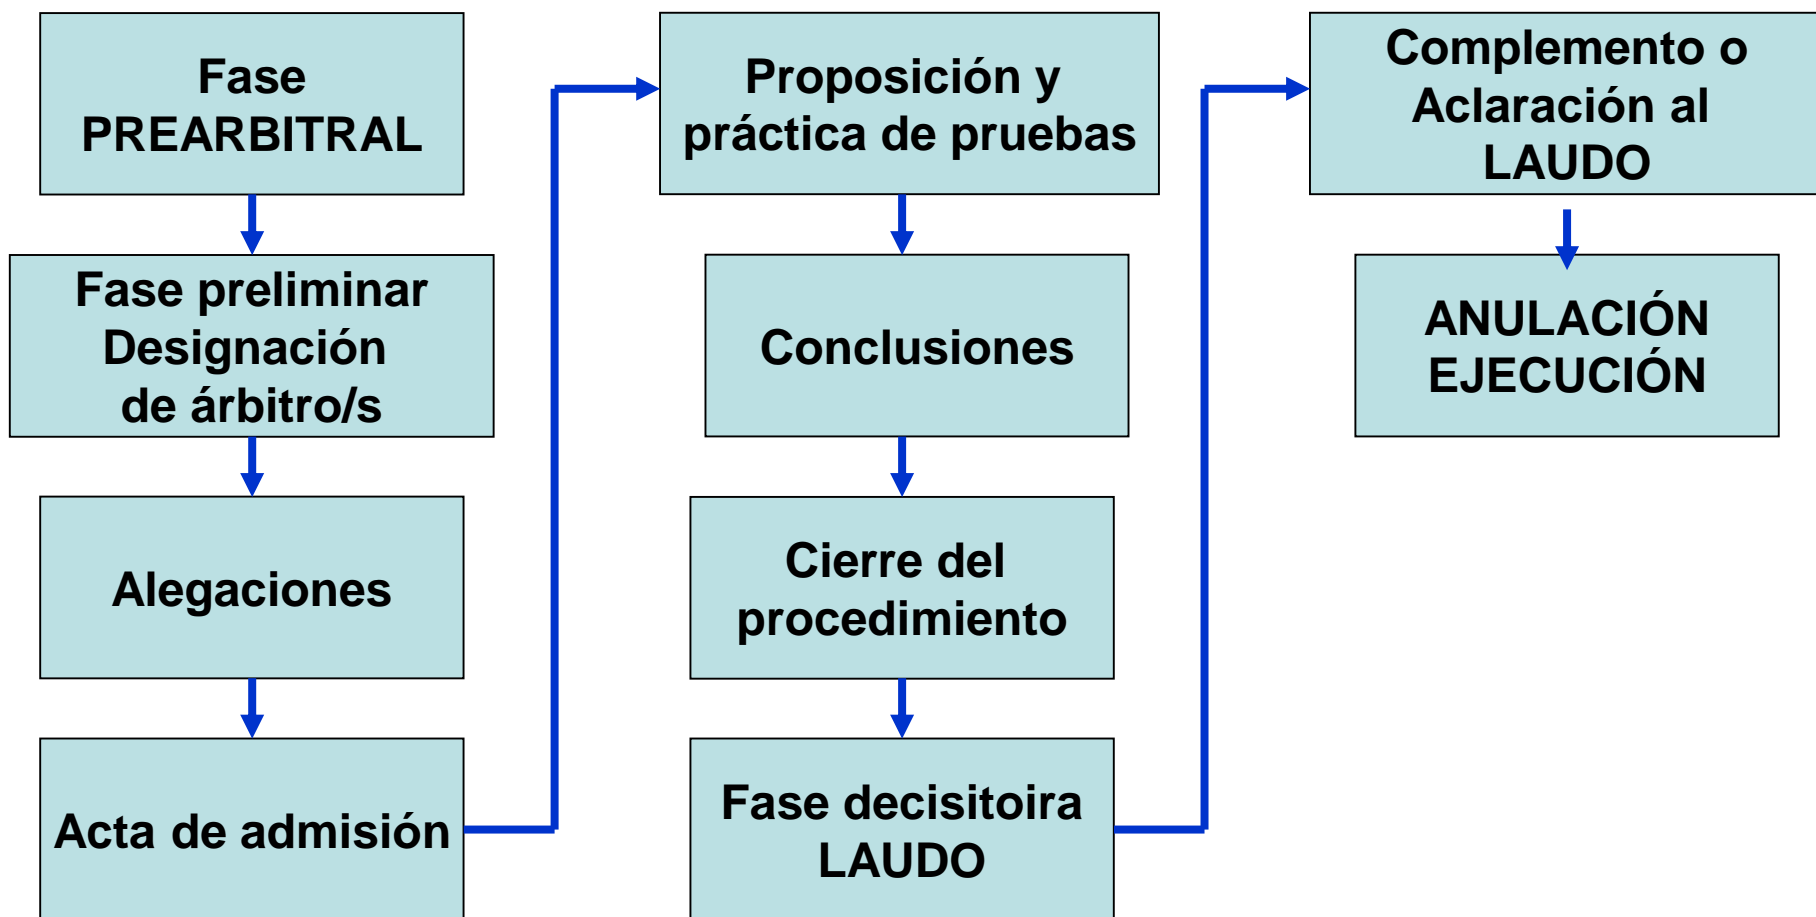 Fase
PREARBITRAL
Fase preliminar
Designación
de árbitro/s
Alegaciones
Acta de admisión
Proposición y
práctica de pruebas
Conclusiones
Cierre del
procedimiento
Fase decisitoira
LAUDO
Complemento o
Aclaración al
LAUDO
ANULACIÓN
EJECUCIÓN